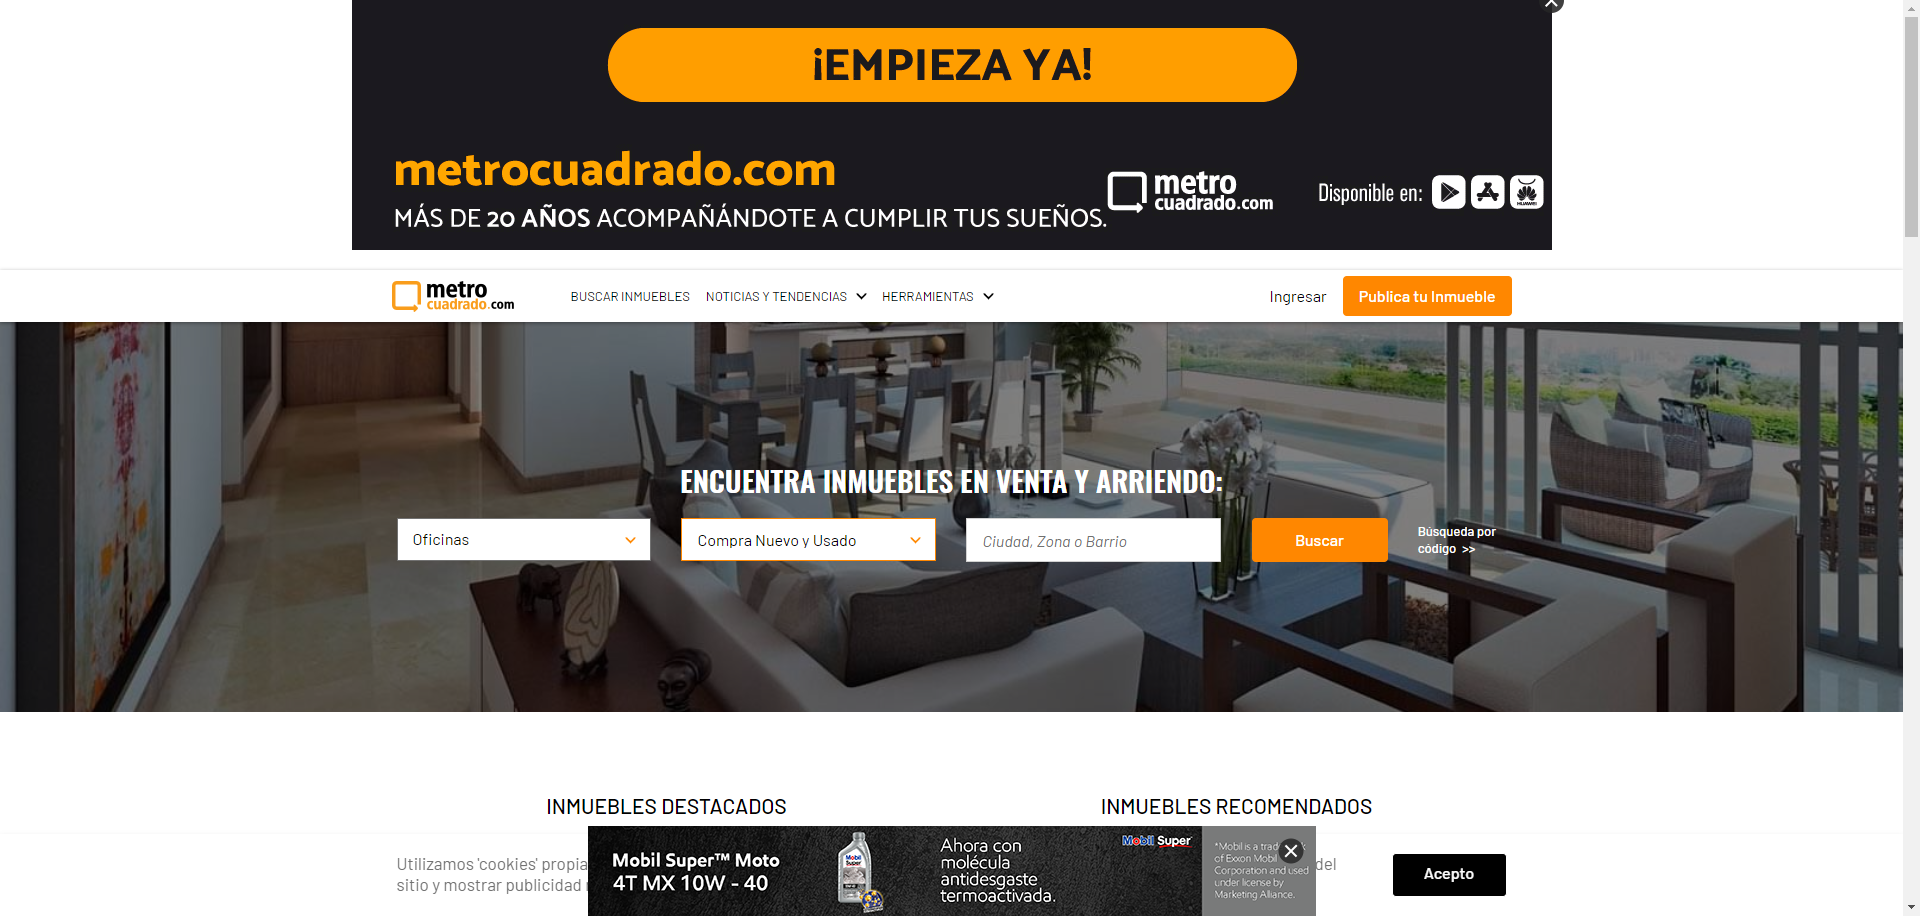 ¡EMPIEZA YA!
metrocuadrado.com
MÁS DE 20 AÑOS ACOMPAÑÁNDOTE A CUMPLIR TUS SUEÑOS.
metro
cuadrado.com
Disponible en:
HUAWEI
metro
cuadrado.com
BUSCAR INMUEBLES
NOTICIAS Y TENDENCIAS
HERRAMIENTAS
Ingresar
Publica tu Inmueble
ENCUENTRA INMUEBLES EN VENTA Y ARRIENDO:
Oficinas
Compra Nuevo y Usado
Ciudad, Zona o Barrio
Buscar
Búsqueda por
código >>
INMUEBLES DESTACADOS
INMUEBLES RECOMENDADOS
Utilizamos 'cookies' propia
del
sitio y mostrar publicidad
Mobil Super™ Moto
4T MX 10W - 40
Mobil
Super
Ahora con
molécula
antidesgaste
termoactivada.
Mobil Super
*Mobil is a
of Exxon Mobil
Corporation and used
under license by
Marketing Alliance.
Acepto